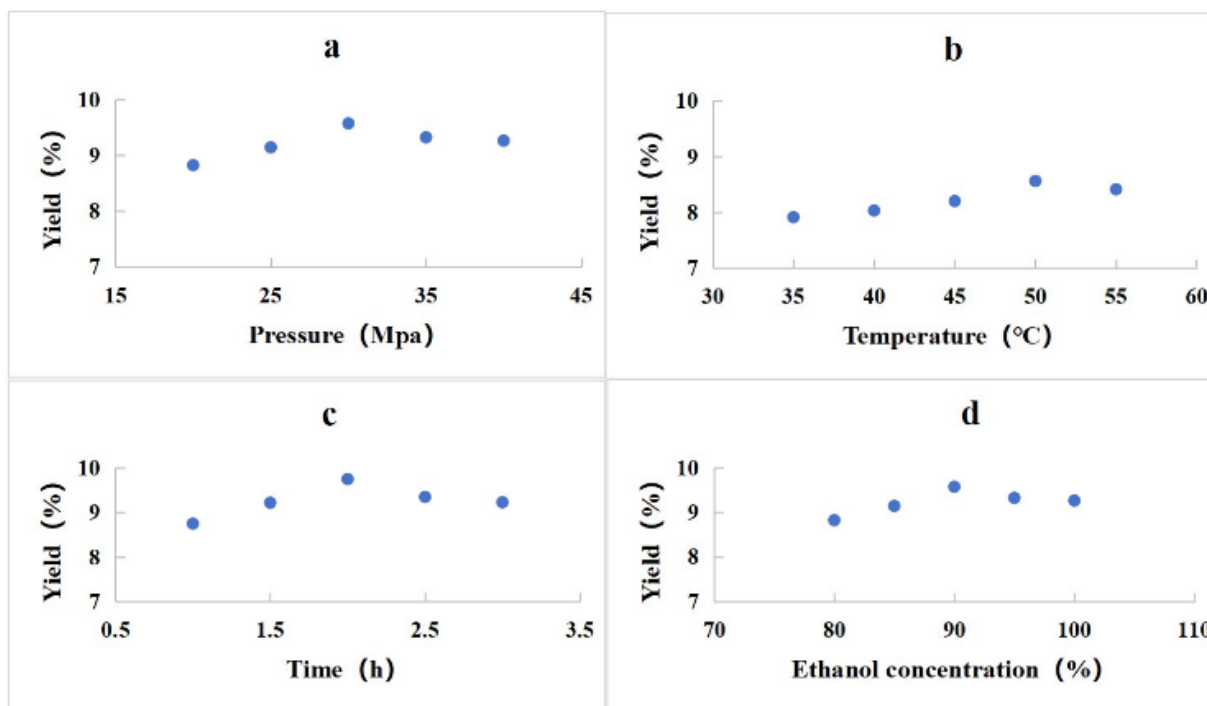 a
10
9
8
7
Yield (%)
15 25 35 45
Pressure (Mpa)
b
10
9
8
7
Yield (%)
30 35 40 45 50 55 60
Temperature (°C)
c
10
9
8
7
Yield (%)
0.5 1.5 2.5 3.5
Time (h)
d
10
9
8
7
Yield (%)
70 80 90 100 110
Ethanol concentration (%)